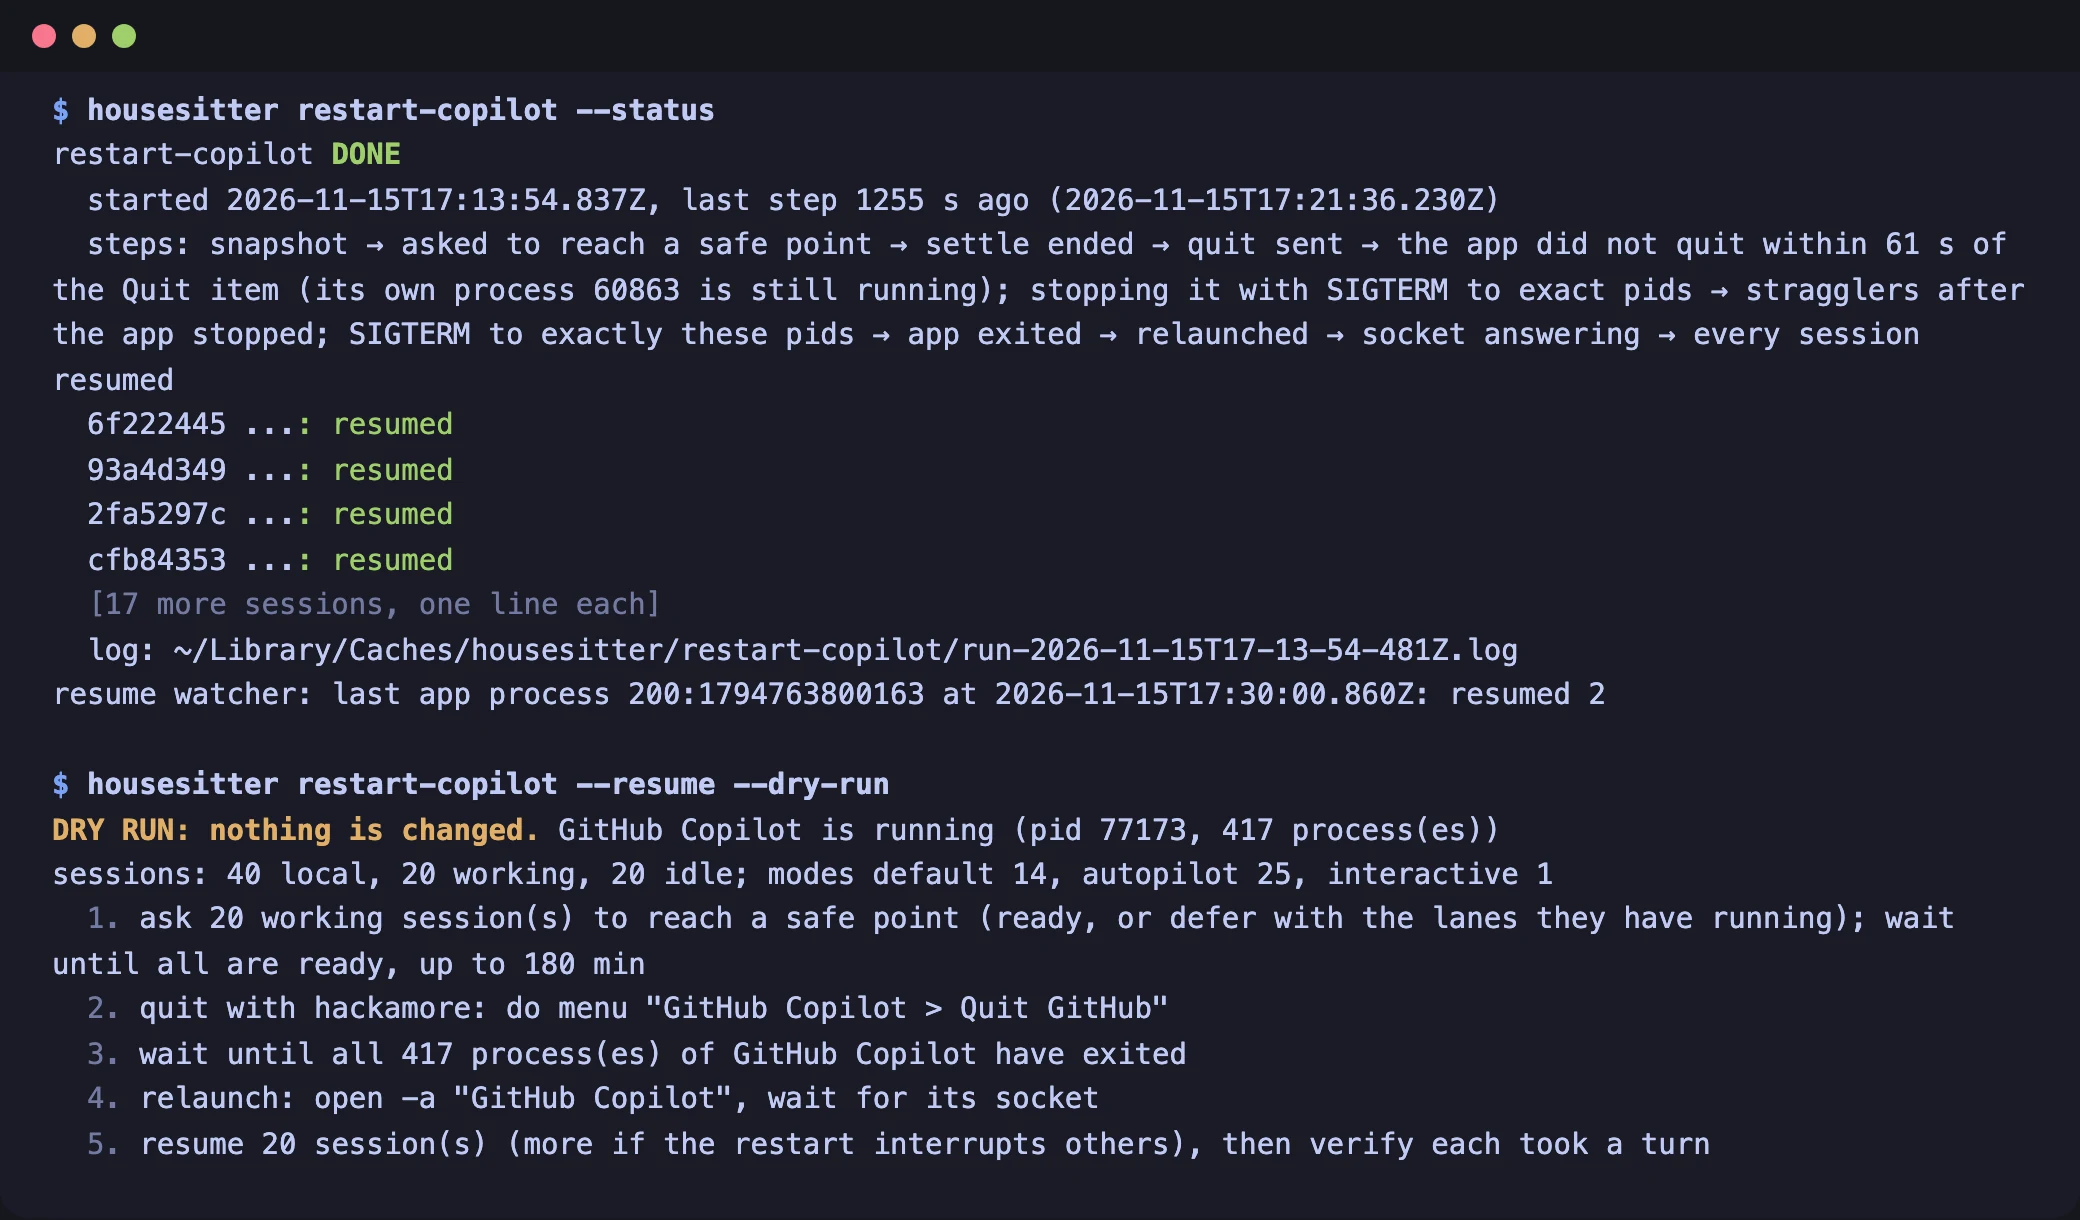 $ housesitter restart-copilot --status
restart-copilot DONE
  started 2026-11-15T17:13:54.837Z, last step 1255 s ago (2026-11-15T17:21:36.230Z)
  steps: snapshot → asked to reach a safe point → settle ended → quit sent → the app did not quit within 61 s of
the Quit item (its own process 60863 is still running); stopping it with SIGTERM to exact pids → stragglers after
the app stopped; SIGTERM to exactly these pids → app exited → relaunched → socket answering → every session
resumed
  6f222445 ...: resumed
  93a4d349 ...: resumed
  2fa5297c ...: resumed
  cfb84353 ...: resumed
  [17 more sessions, one line each]
  log: ~/Library/Caches/housesitter/restart-copilot/run-2026-11-15T17-13-54-481Z.log
resume watcher: last app process 200:1794763800163 at 2026-11-15T17:30:00.860Z: resumed 2

$ housesitter restart-copilot --resume --dry-run
DRY RUN: nothing is changed. GitHub Copilot is running (pid 77173, 417 process(es))
sessions: 40 local, 20 working, 20 idle; modes default 14, autopilot 25, interactive 1
  1. ask 20 working session(s) to reach a safe point (ready, or defer with the lanes they have running); wait
until all are ready, up to 180 min
  2. quit with hackamore: do menu "GitHub Copilot > Quit GitHub"
  3. wait until all 417 process(es) of GitHub Copilot have exited
  4. relaunch: open -a "GitHub Copilot", wait for its socket
  5. resume 20 session(s) (more if the restart interrupts others), then verify each took a turn